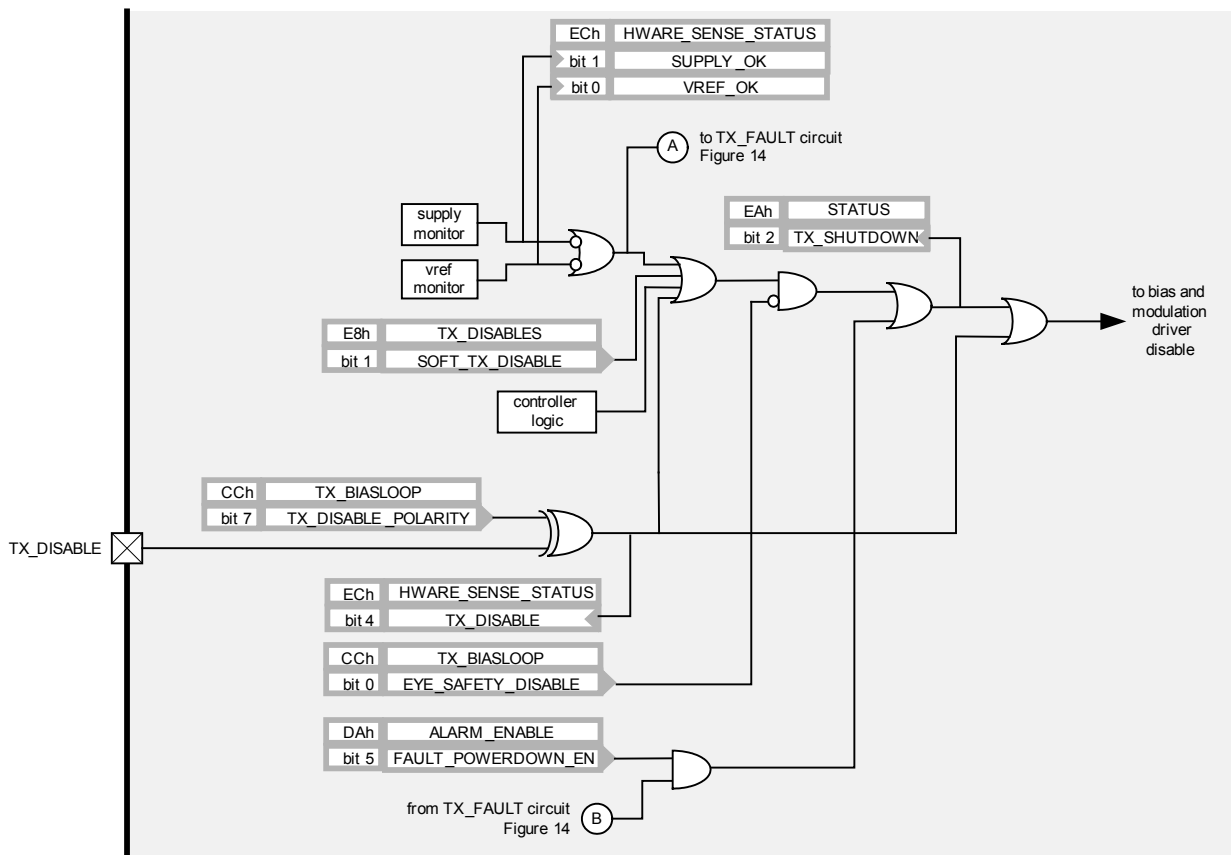 ECh HWARE_SENSE_STATUS
bit 1 SUPPLY_OK
bit 0 VREF_OK
A
to TX_FAULT circuit
Figure 14
supply
monitor
vref
monitor
EAh STATUS
bit 2 TX_SHUTDOWN
to bias and
modulation
driver
disable
E8h TX_DISABLES
bit 1 SOFT_TX_DISABLE
controller
logic
CCh TX_BIASLOOP
bit 7 TX_DISABLE_POLARITY
TX_DISABLE
ECh HWARE_SENSE_STATUS
bit 4 TX_DISABLE
CCh TX_BIASLOOP
bit 0 EYE_SAFETY_DISABLE
DAh ALARM_ENABLE
bit 5 FAULT_POWERDOWN_EN
from TX_FAULT circuit
Figure 14
B